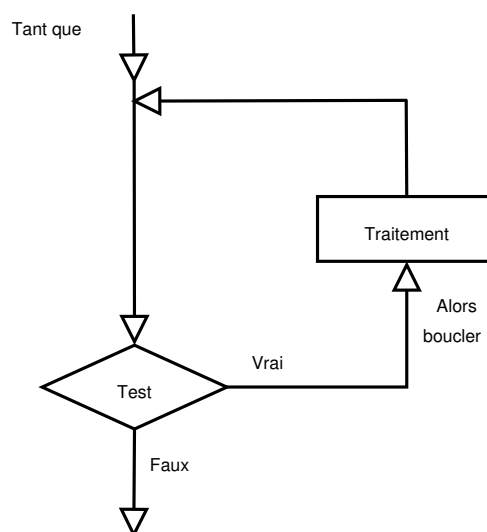 Tant que
Traitement
Alors
boucler
Vrai
Test
Faux